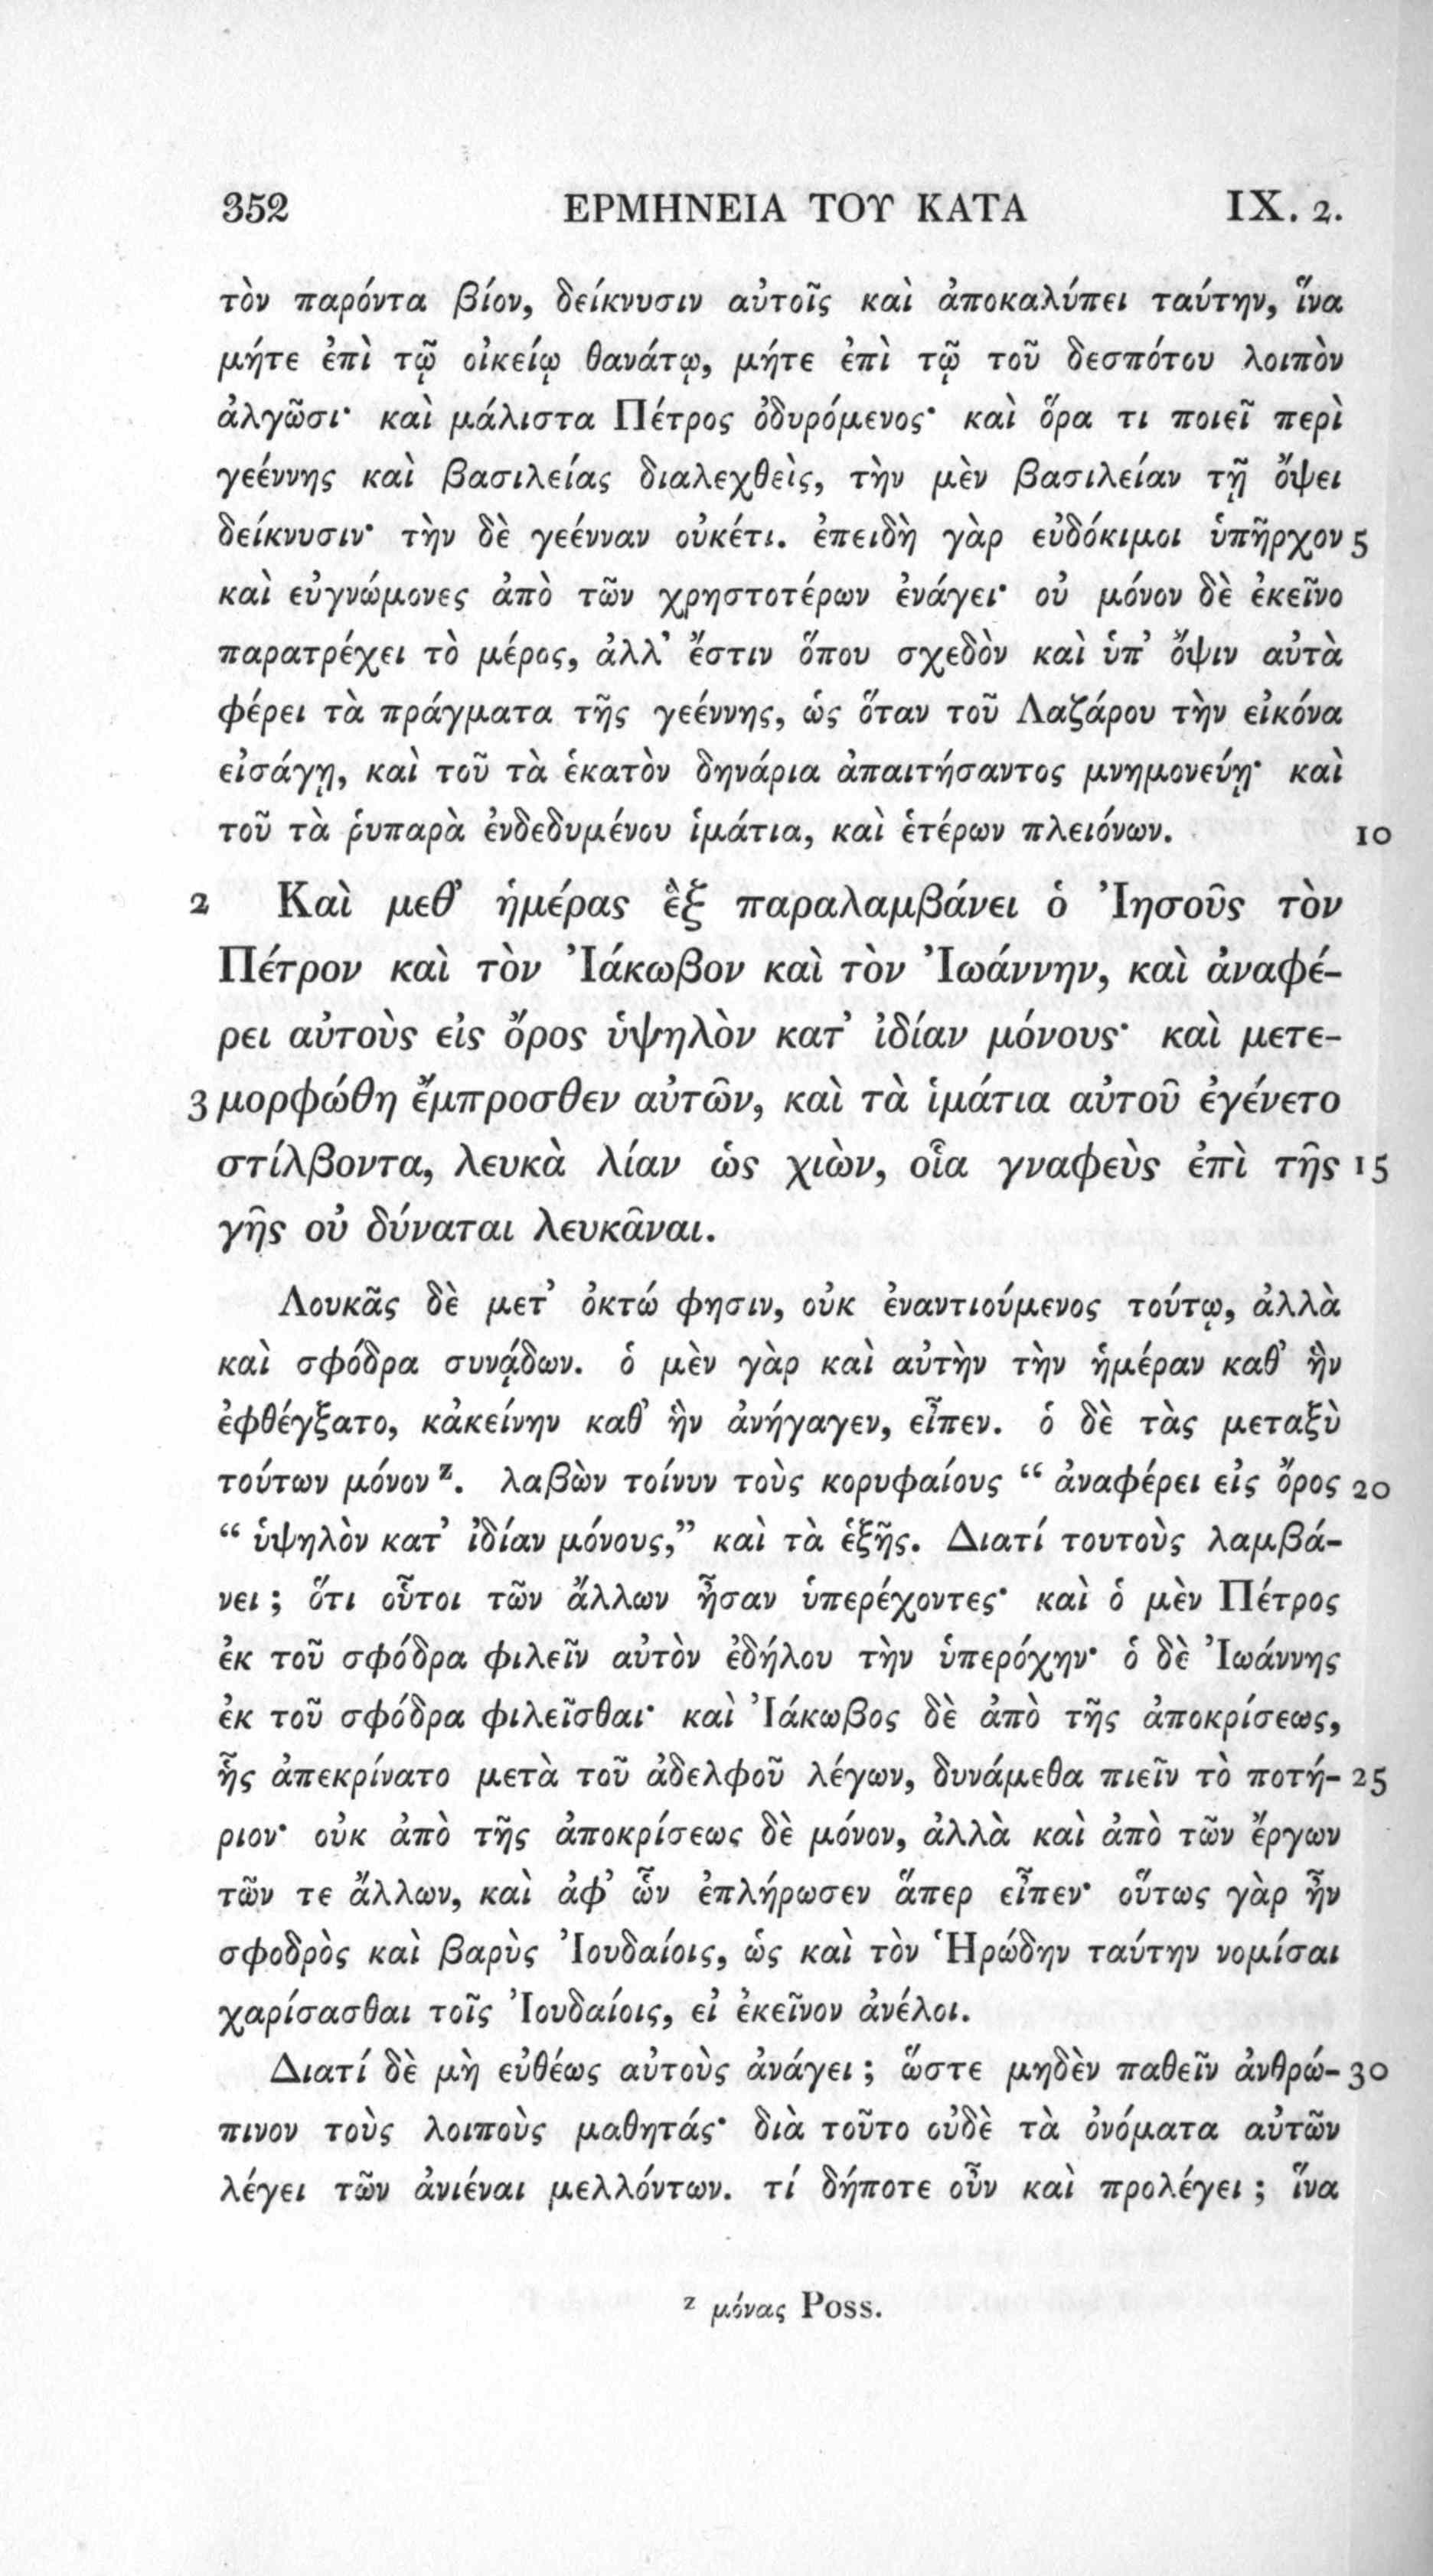 352 ΕΡΜΗΝΕΙΑ ΤΟΥ ΚΑΤΑ IX. 2.
τὸν παρόντα βίον, δείκνυσιν αὐτοῖς καὶ ἀποκαλύπει ταύτην, ἵνα
μήτε ἐπὶ τῷ οἰκείῳ θανάτῳ, μήτε ἐπὶ τῷ τοῦ δεσπότου λοιπὸν
ἀλγῶσι· καὶ μάλιστα Πέτρος ὀδυρόμενος· καὶ ὅρα τι ποιεῖ περὶ
γεέννης καὶ βασιλείας διαλεχθεὶς, τὴν μὲν βασιλείαν τῇ ὄψει
δείκνυσιν· τὴν δὲ γεένναν οὐκέτι. ἐπειδὴ γὰρ εὐδόκιμοι ὑπῆρχον 5
καὶ εὐγνώμονες ἀπὸ τῶν χρηστοτέρων ἐνάγει· οὐ μόνον δὲ ἐκεῖνο
παρατρέχει τὸ μέρος, ἀλλ’ ἔστιν ὅπου σχεδὸν καὶ ὑπ’ ὄψιν αὐτὰ
φέρει τὰ πράγματα τῆς γεέννης, ὡς ὅταν τοῦ Λαζάρου τὴν εἰκόνα
εἰσάγῃ, καὶ τοῦ τὰ ἑκατὸν δηνάρια ἀπαιτήσαντος μνημονεύῃ· καὶ
τοῦ τὰ ῥυπαρὰ ἐνδεδυμένου ἱμάτια, καὶ ἑτέρων πλειόνων. 10
2 Καὶ μεθ’ ἡμέρας ἓξ παραλαμβάνει ὁ Ἰησοῦς τὸν
Πέτρον καὶ τὸν Ἰάκωβον καὶ τὸν Ἰωάννην, καὶ ἀναφέ-
ρει αὐτοὺς εἰς ὄρος ὑψηλὸν κατ’ ἰδίαν μόνους· καὶ μετε-
3 μορφώθη ἔμπροσθεν αὐτῶν, καὶ τὰ ἱμάτια αὐτοῦ ἐγένετο
στίλβοντα, λευκὰ λίαν ὡς χιὼν, οἷα γναφεὺς ἐπὶ τῆς 15
γῆς οὐ δύναται λευκᾶναι.
Λουκᾶς δὲ μετ’ ὀκτώ φησιν, οὐκ ἐναντιούμενος τούτῳ, ἀλλὰ
καὶ σφόδρα συνᾴδων. ὁ μὲν γὰρ καὶ αὐτὴν τὴν ἡμέραν καθ’ ἣν
ἐφθέγξατο, κἀκείνην καθ’ ἣν ἀνήγαγεν, εἶπεν. ὁ δὲ τὰς μεταξὺ
τούτων μόνον z. λαβὼν τοίνυν τοὺς κορυφαίους “ ἀναφέρει εἰς ὄρος 20
“ ὑψηλὸν κατ’ ἰδίαν μόνους,” καὶ τὰ ἑξῆς. Διατί τουτοὺς λαμβά-
νει ; ὅτι οὗτοι τῶν ἄλλων ἦσαν ὑπερέχοντες· καὶ ὁ μὲν Πέτρος
ἐκ τοῦ σφόδρα φιλεῖν αὐτὸν ἐδήλου τὴν ὑπερόχην· ὁ δὲ Ἰωάννης
ἐκ τοῦ σφόδρα φιλεῖσθαι· καὶ Ἰάκωβος δὲ ἀπὸ τῆς ἀποκρίσεως,
ἧς ἀπεκρίνατο μετὰ τοῦ ἀδελφοῦ λέγων, δυνάμεθα πιεῖν τὸ ποτή- 25
ριον· οὐκ ἀπὸ τῆς ἀποκρίσεως δὲ μόνον, ἀλλὰ καὶ ἀπὸ τῶν ἔργων
τῶν τε ἄλλων, καὶ ἀφ’ ὧν ἐπλήρωσεν ἅπερ εἶπεν· οὕτως γὰρ ἦν
σφοδρὸς καὶ βαρὺς Ἰουδαίοις, ὡς καὶ τὸν Ἡρώδην ταύτην νομίσαι
χαρίσασθαι τοῖς Ἰουδαίοις, εἰ ἐκεῖνον ἀνέλοι.
Διατί δὲ μὴ εὐθέως αὐτοὺς ἀνάγει ; ὥστε μηδὲν παθεῖν ἀνθρώ- 30
πινον τοὺς λοιποὺς μαθητάς· διὰ τοῦτο οὐδὲ τὰ ὀνόματα αὐτῶν
λέγει τῶν ἀνιέναι μελλόντων. τί δήποτε οὖν καὶ προλέγει ; ἵνα
z μόνας Poss.